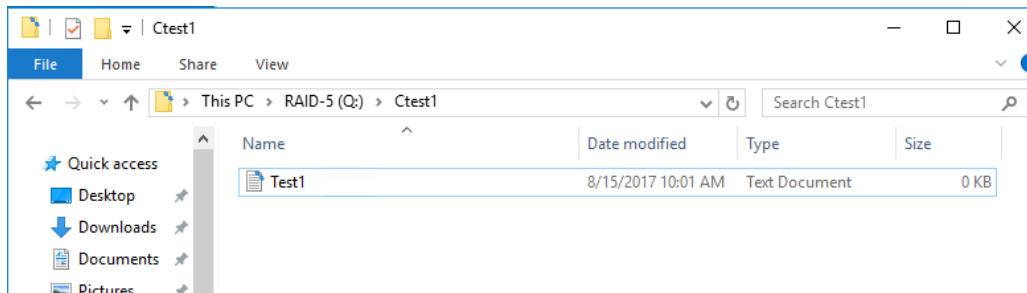 Ctest1
File Home Share View
This PC > RAID-5 (Q:) > Ctest1
Search Ctest1
Name Date modified Type Size
Quick access
Test1 8/15/2017 10:01 AM Text Document 0 KB
Desktop
Downloads
Documents
Pictures